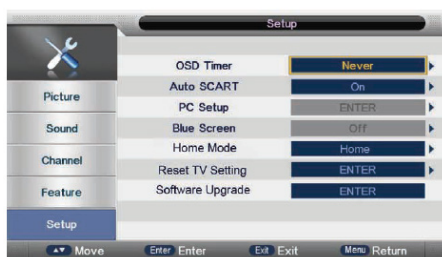 Setup
OSD Timer Never
Auto SCART On
PC Setup ENTER
Blue Screen Off
Home Mode Home
Reset TV Setting ENTER
Software Upgrade ENTER
Picture
Sound
Channel
Feature
Setup
Move Enter Enter Exit Exit Menu Return